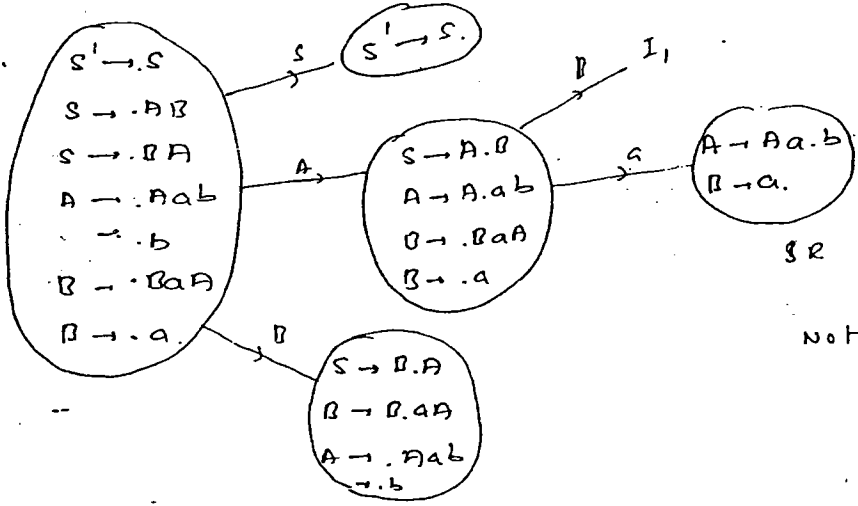 S' → .S
S → .AB
S → .BA
A → .Aab
→ .b
B → .BaA
B → .a.
S
S' → S.
A
S → A.B
A → A.ab
B → .BaA
B → .a
B
I₁
a
A → Aa.b
B → a.
SR
Not
B
S → B.A
B → B.aA
A → .Aab
→ .b